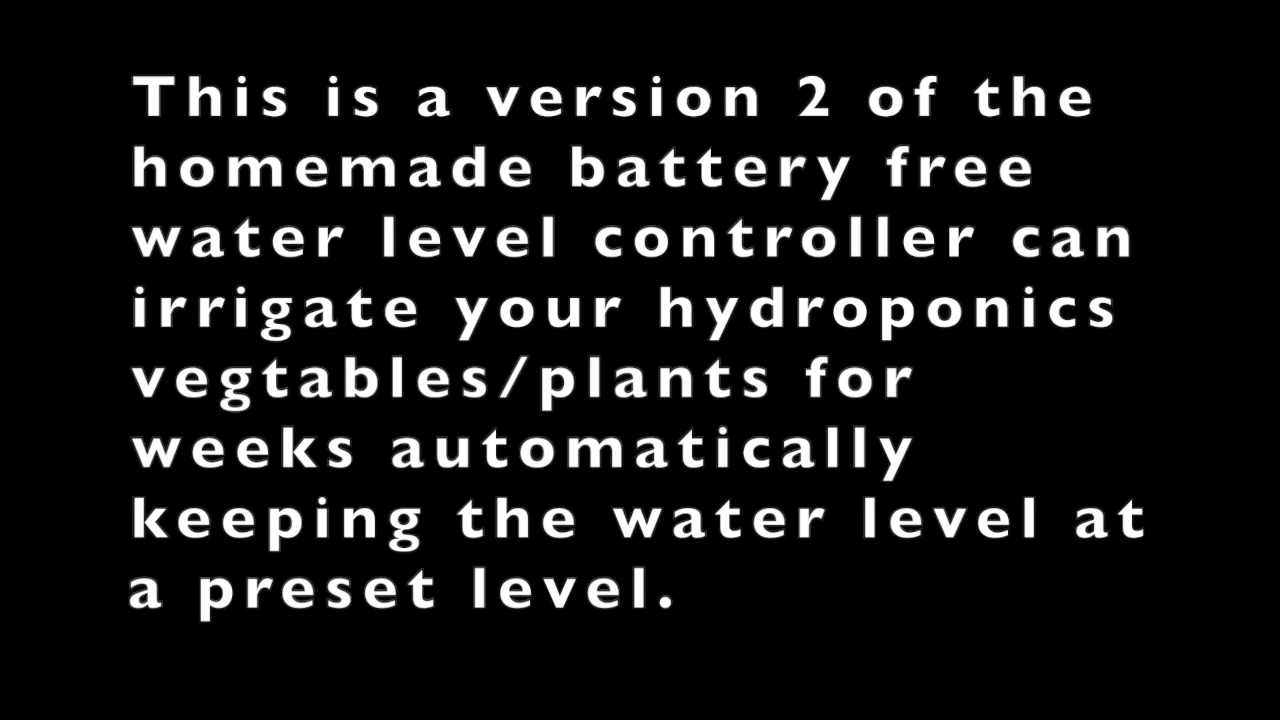 This is a version 2 of the
homemade battery free
water level controller can
irrigate your hydroponics
vegtables/plants for
weeks automatically
keeping the water level at
a preset level.